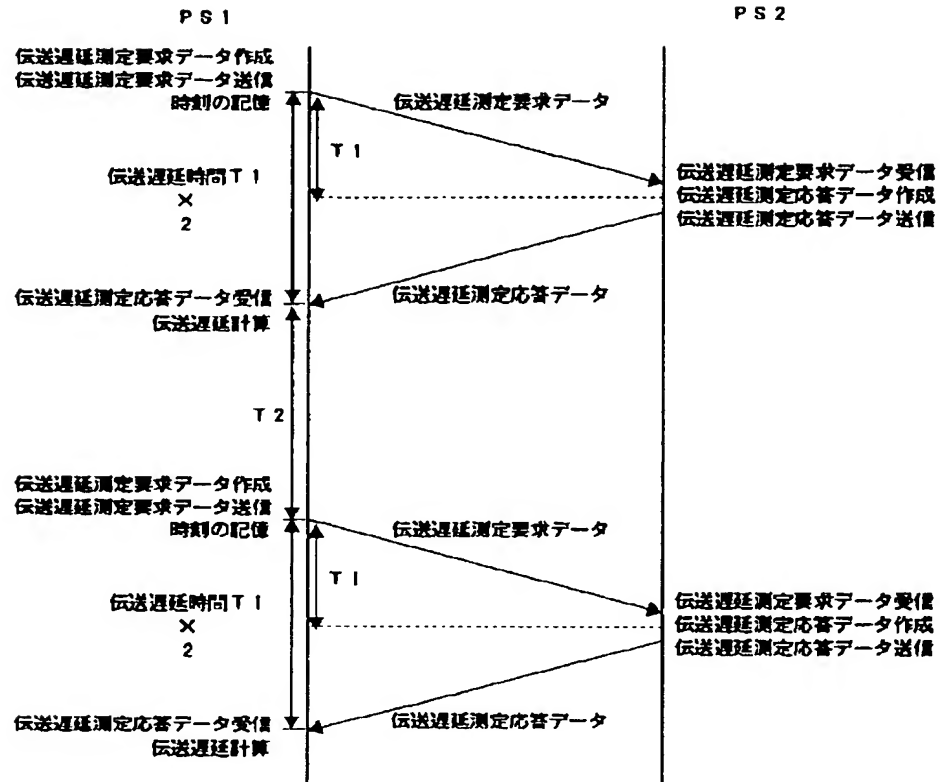 PS1
PS2
伝送遅延測定要求データ作成
伝送遅延測定要求データ送信
時刻の記憶
伝送遅延測定要求データ
T1
伝送遅延時間T1
×
2
伝送遅延測定要求データ受信
伝送遅延測定応答データ作成
伝送遅延測定応答データ送信
伝送遅延測定応答データ受信
伝送遅延計算
伝送遅延測定応答データ
T2
伝送遅延測定要求データ作成
伝送遅延測定要求データ送信
時刻の記憶
伝送遅延測定要求データ
T1
伝送遅延時間T1
×
2
伝送遅延測定要求データ受信
伝送遅延測定応答データ作成
伝送遅延測定応答データ送信
伝送遅延測定応答データ受信
伝送遅延計算
伝送遅延測定応答データ